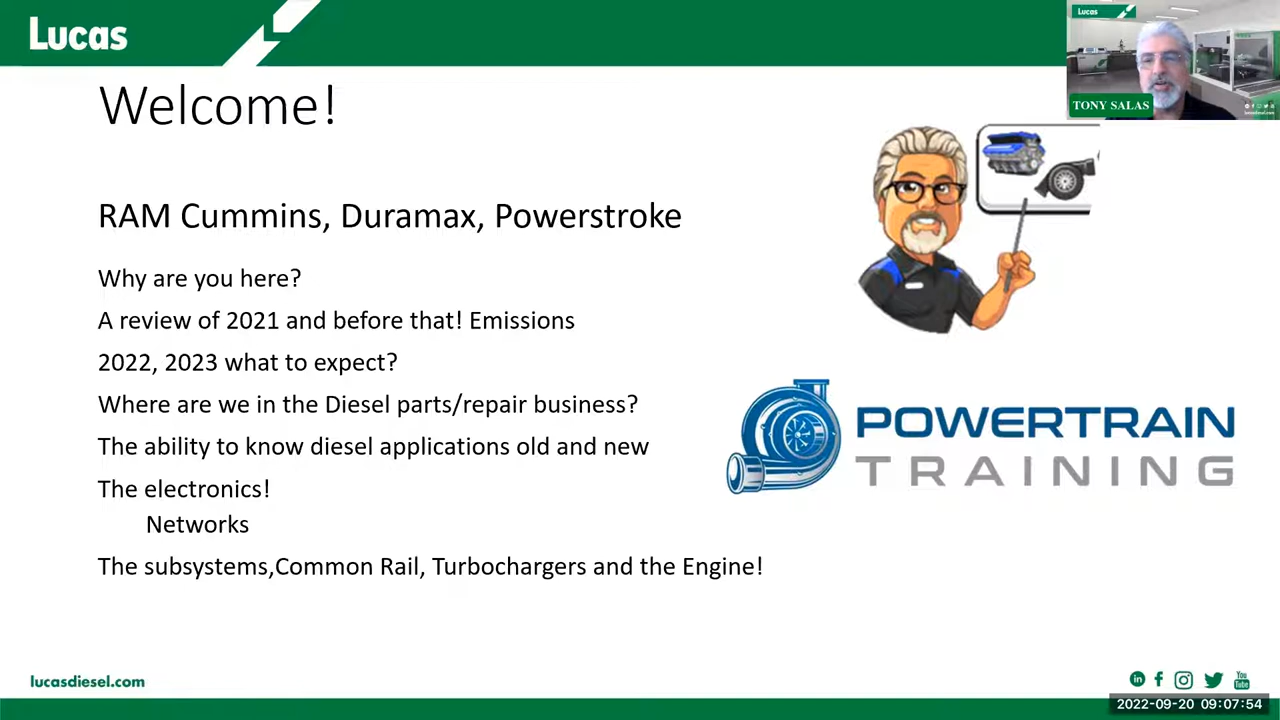 Lucas
Lucas
TONY SALAS
Welcome!
RAM Cummins, Duramax, Powerstroke
Why are you here?
A review of 2021 and before that! Emissions
2022, 2023 what to expect?
Where are we in the Diesel parts/repair business?
The ability to know diesel applications old and new
The electronics!
Networks
The subsystems,Common Rail, Turbochargers and the Engine!
POWERTRAIN
TRAINING
lucasdiesel.com
in f You Tube
2022-09-20 09:07:54